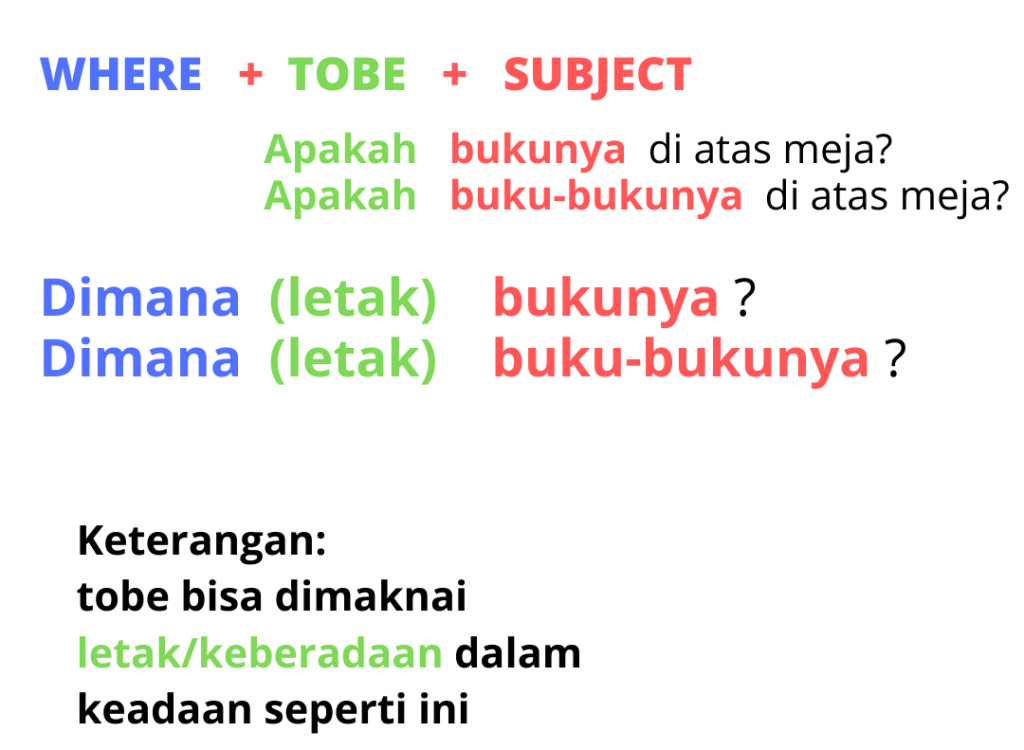 WHERE + TOBE + SUBJECT
Apakah bukunya di atas meja?
Apakah buku-bukunya di atas meja?
Dimana (letak) bukunya ?
Dimana (letak) buku-bukunya ?
Keterangan:
tobe bisa dimaknai
letak/keberadaan dalam
keadaan seperti ini